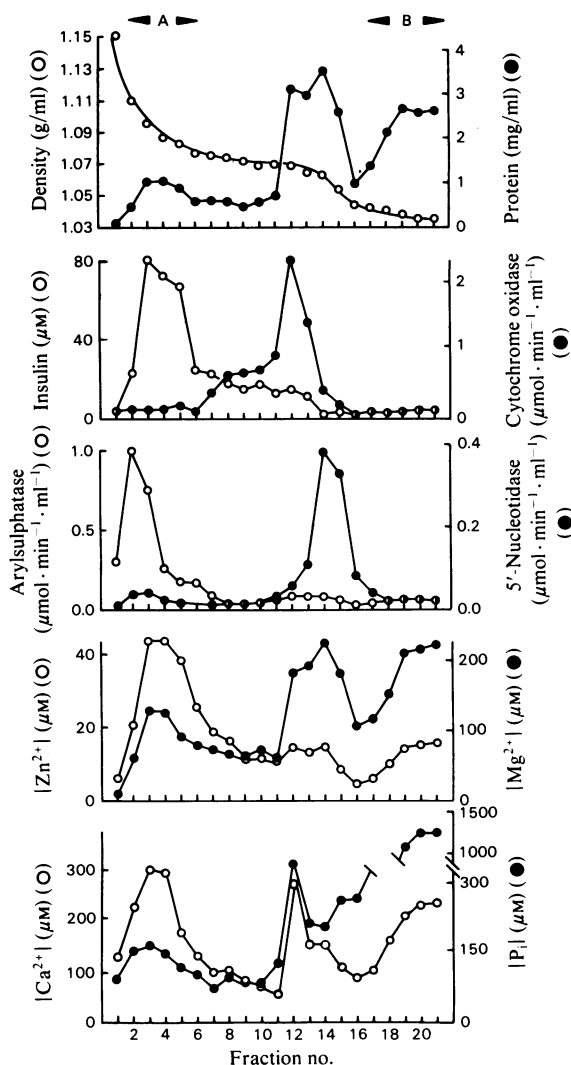 A B
1.15
1.13
1.11
1.09
1.07
1.05
1.03
Density (g/ml) (O)
4
3
2
1
0
Protein (mg/ml) (●)
80
40
0
Insulin (μM) (O)
2
1
0
Cytochrome oxidase
(μmol·min⁻¹·ml⁻¹)
(●)
1.0
0.5
0.0
Arylsulphatase
(μmol·min⁻¹·ml⁻¹) (O)
0.4
0.2
0.0
5′-Nucleotidase
(μmol·min⁻¹·ml⁻¹)
(●)
40
20
0
|Zn²⁺| (μM) (O)
200
100
0
|Mg²⁺| (μM) (●)
300
200
100
0
|Ca²⁺| (μM) (O)
1500
1000
300
150
0
|Pi| (μM) (●)
2 4 6 8 10 12 14 16 18 20
Fraction no.